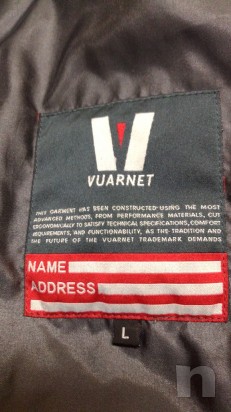 VUARNET
THIS GARMENT HAS BEEN CONSTRUCTED USING THE MOST
ADVANCED METHODS, FROM PERFORMANCE MATERIALS, CUT
ERGONOMICALLY TO SATISFY TECHNICAL SPECIFICATIONS, COMFORT
REQUIREMENTS, AND FUNCTIONALITY, AS THE TRADITION AND
THE FUTURE OF THE VUARNET TRADEMARK DEMANDS
NAME
ADDRESS
L
n